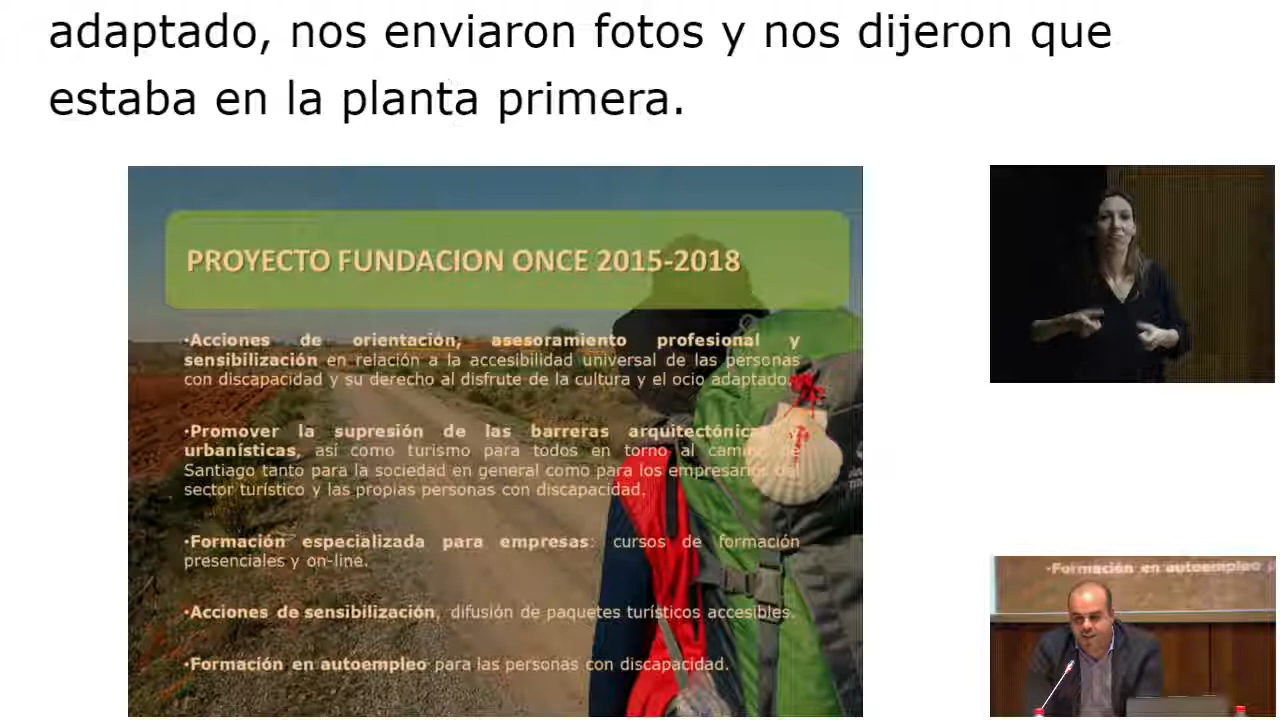 adaptado, nos enviaron fotos y nos dijeron que
estaba en la planta primera.
PROYECTO FUNDACION ONCE 2015-2018
•Acciones de orientación, asesoramiento profesional y
sensibilización en relación a la accesibilidad universal de las personas
con discapacidad y su derecho al disfrute de la cultura y el ocio adaptado.
•Promover la supresión de las barreras arquitectónicas y
urbanísticas, así como turismo para todos en torno al camino de
Santiago tanto para la sociedad en general como para los empresarios del
sector turístico y las propias personas con discapacidad.
•Formación especializada para empresas: cursos de formación
presenciales y on-line.
•Acciones de sensibilización, difusión de paquetes turísticos accesibles.
•Formación en autoempleo para las personas con discapacidad.
•Formación en autoempleo p